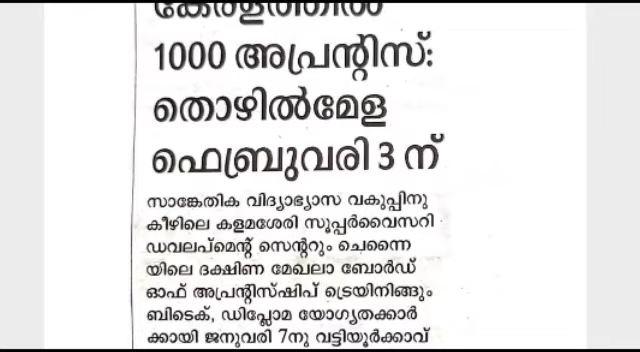 കേരളത്തിൽ
1000 അപ്രന്റിസ്:
തൊഴിൽമേള
ഫെബ്രുവരി 3 ന്
സാങ്കേതിക വിദ്യാഭ്യാസ വകുപ്പിനു
കീഴിലെ കളമശേരി സൂപ്പർവൈസറി
ഡവലപ്മെന്റ് സെന്ററും ചെന്നൈ
യിലെ ദക്ഷിണ മേഖലാ ബോർഡ്
ഓഫ് അപ്രന്റിസ്ഷിപ് ട്രെയിനിങ്ങും
ബിടെക്, ഡിപ്ലോമ യോഗ്യതക്കാർ
ക്കായി ജനുവരി 7നു വട്ടിയൂർക്കാവ്